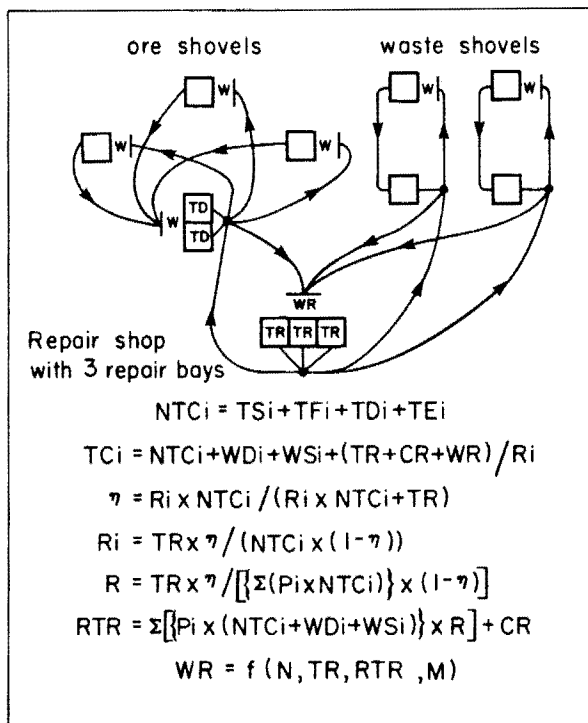 ore shovels waste shovels
W W W
W W
W TD
TD
WR
TR TR TR
Repair shop
with 3 repair bays
NTCi = TSi+TFi+TDi+TEi
TCi = NTCi+WDi+WSi+(TR+CR+WR)/Ri
η = Ri x NTCi/(Ri x NTCi+TR)
Ri = TR x η/(NTCi x (1-η))
R = TR x η/[{Σ(PixNTCi)} x (1-η)]
RTR = Σ[{Pi x (NTCi+WDi+WSi)} x R] + CR
WR = f (N, TR, RTR , M)